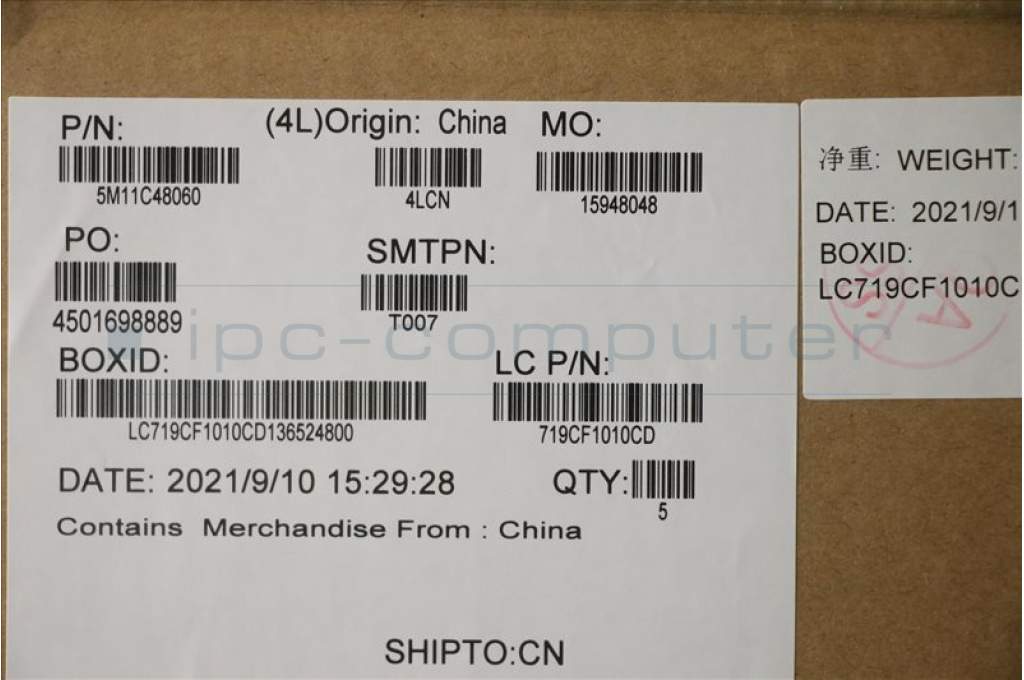 P/N:
5M11C48060
(4L)Origin: China
4LCN
MO:
15948048
PO:
4501698889
SMTPN:
T007
BOXID:
LC719CF1010CD136524800
LC P/N:
719CF1010CD
DATE: 2021/9/10 15:29:28
QTY:
5
Contains Merchandise From : China
SHIPTO:CN
净重: WEIGHT:
DATE: 2021/9/1
BOXID:
LC719CF1010C
ipc-computer